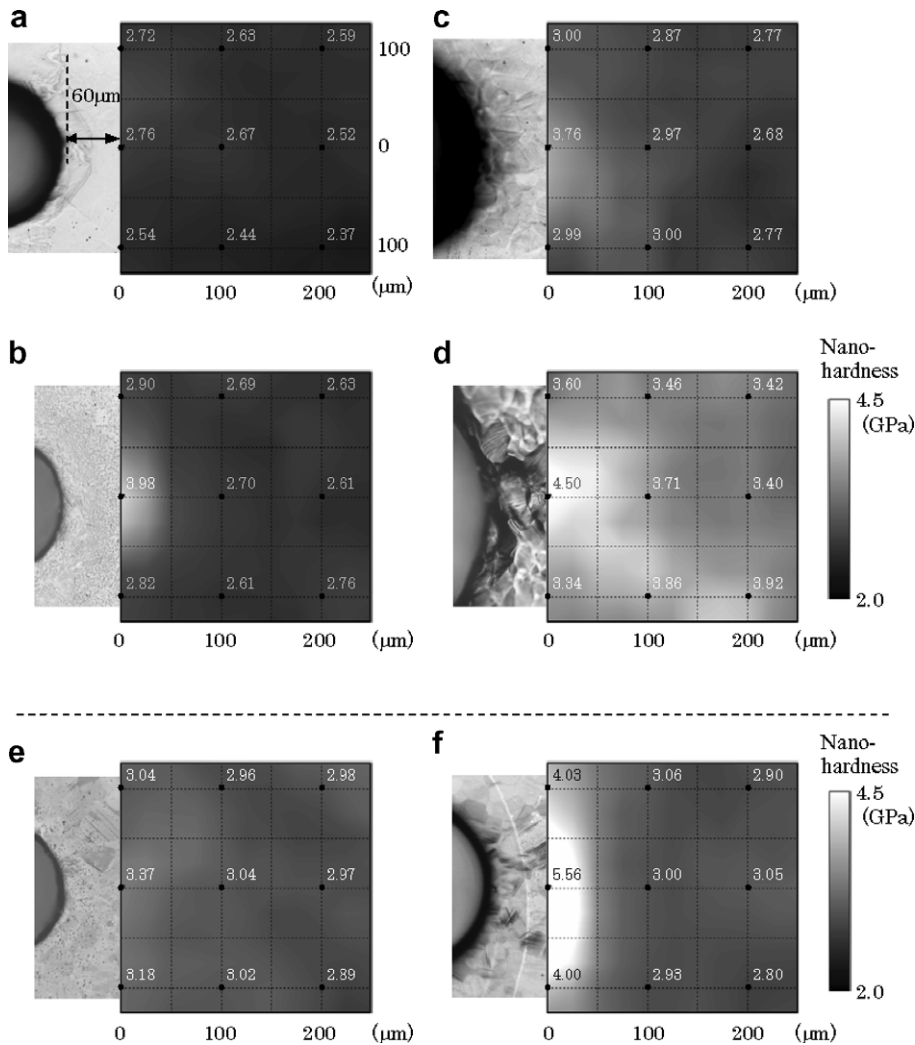 a
2.72 2.63 2.59
100
60μm
2.76 2.67 2.52
0
2.54 2.44 2.37
100
0 100 200 (μm)
c
3.00 2.87 2.77
3.76 2.97 2.68
2.99 3.00 2.77
0 100 200 (μm)
b
2.90 2.69 2.63
3.98 2.70 2.61
2.82 2.61 2.76
0 100 200 (μm)
d
3.60 3.46 3.42
4.50 3.71 3.40
3.34 3.86 3.92
0 100 200 (μm)
Nano-
hardness
4.5
(GPa)
2.0
e
3.04 2.96 2.98
3.37 3.04 2.97
3.18 3.02 2.89
0 100 200 (μm)
f
4.03 3.06 2.90
5.56 3.00 3.05
4.00 2.93 2.80
0 100 200 (μm)
Nano-
hardness
4.5
(GPa)
2.0